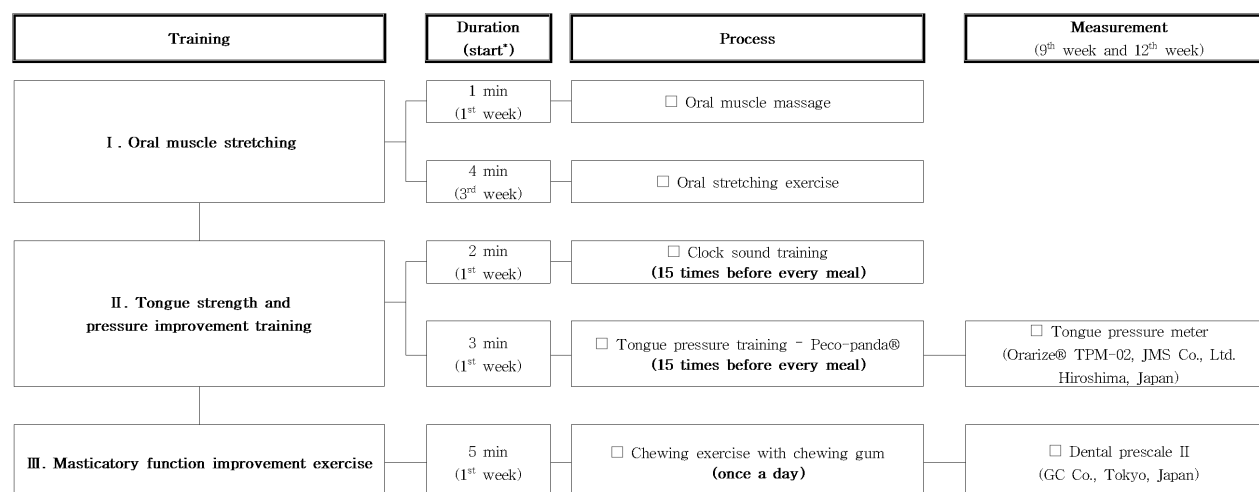 Training
Duration
(start*)
Process
Measurement
(9th week and 12th week)
Ⅰ. Oral muscle stretching
1 min
(1st week)
□ Oral muscle massage
4 min
(3rd week)
□ Oral stretching exercise
Ⅱ. Tongue strength and
pressure improvement training
2 min
(1st week)
□ Clock sound training
(15 times before every meal)
3 min
(1st week)
□ Tongue pressure training - Peco-panda®
(15 times before every meal)
□ Tongue pressure meter
(Orarize® TPM-02, JMS Co., Ltd.
Hiroshima, Japan)
Ⅲ. Masticatory function improvement exercise
5 min
(1st week)
□ Chewing exercise with chewing gum
(once a day)
□ Dental prescale II
(GC Co., Tokyo, Japan)